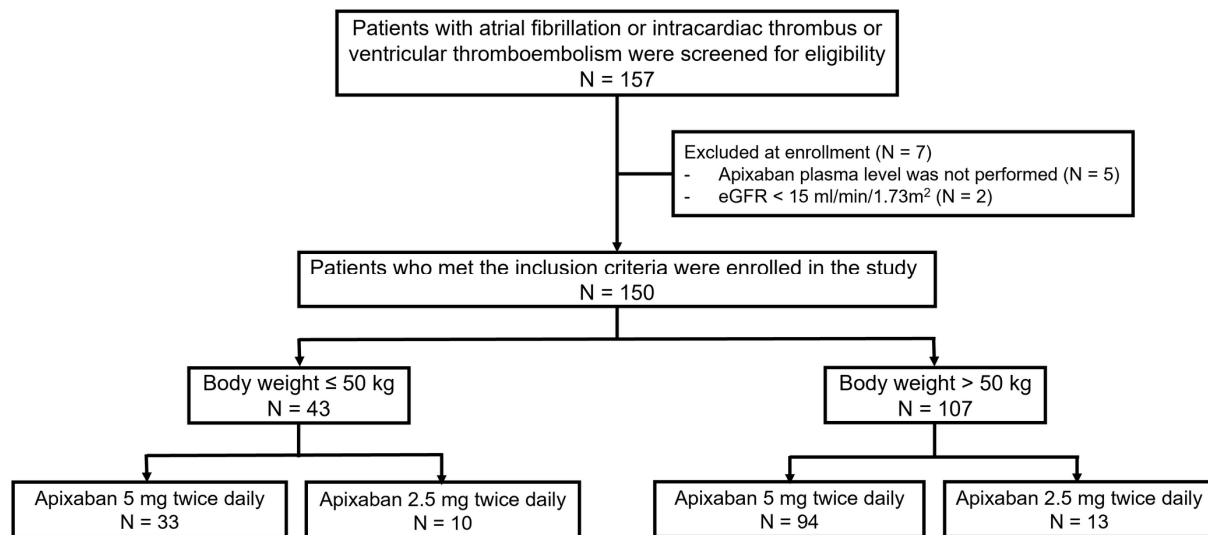 Patients with atrial fibrillation or intracardiac thrombus or
ventricular thromboembolism were screened for eligibility
N = 157
Excluded at enrollment (N = 7)
- Apixaban plasma level was not performed (N = 5)
- eGFR < 15 ml/min/1.73m² (N = 2)
Patients who met the inclusion criteria were enrolled in the study
N = 150
Body weight ≤ 50 kg
N = 43
Body weight > 50 kg
N = 107
Apixaban 5 mg twice daily
N = 33
Apixaban 2.5 mg twice daily
N = 10
Apixaban 5 mg twice daily
N = 94
Apixaban 2.5 mg twice daily
N = 13